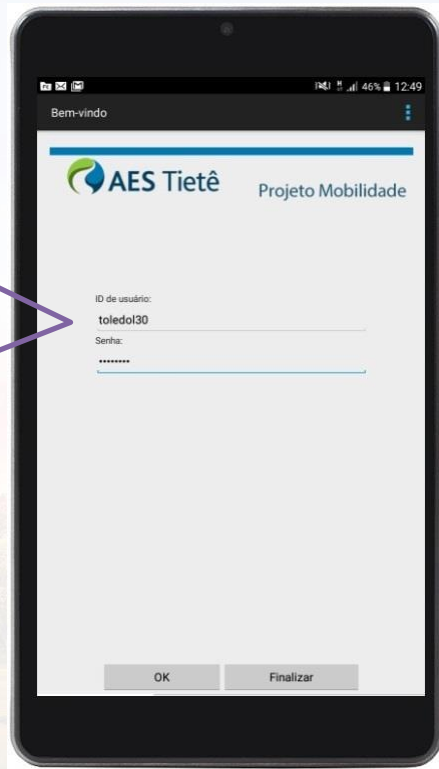 46% 12:49
Bem-vindo
AES Tietê
Projeto Mobilidade
ID de usuário:
toledol30
Senha:
••••••••
OK
Finalizar